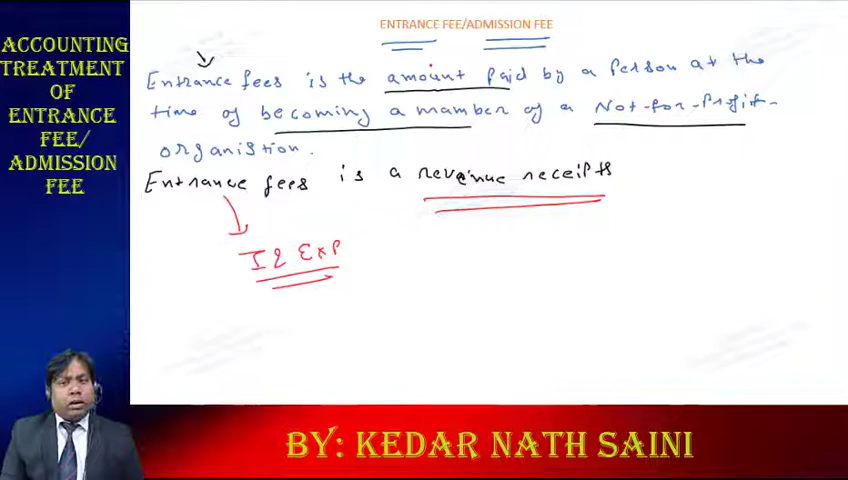 ACCOUNTING
TREATMENT
OF
ENTRANCE
FEE/
ADMISSION
FEE
ENTRANCE FEE/ADMISSION FEE
Entrance fees is the amount paid by a Person at the
time of becoming a mamber of a Not-for-Profit-
organistion.
Entrance fees is a revenue receipts
I & Exp
BY: KEDAR NATH SAINI